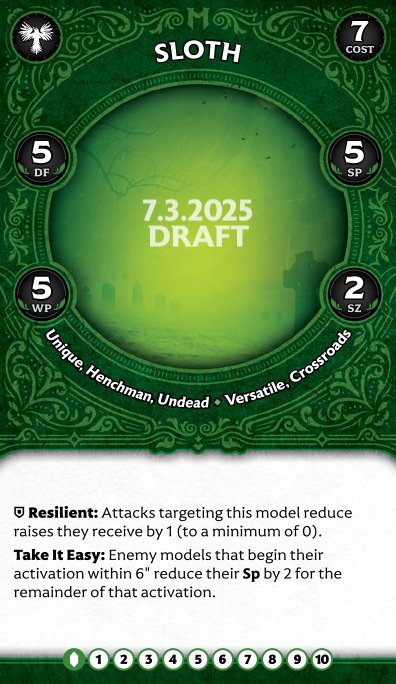 M
SLOTH
7
COST
5
DF
5
SP
7.3.2025
DRAFT
5
WP
2
SZ
Unique, Henchman, Undead • Versatile, Crossroads
Resilient: Attacks targeting this model reduce
raises they receive by 1 (to a minimum of 0).
Take It Easy: Enemy models that begin their
activation within 6" reduce their Sp by 2 for the
remainder of that activation.
1 2 3 4 5 6 7 8 9 10